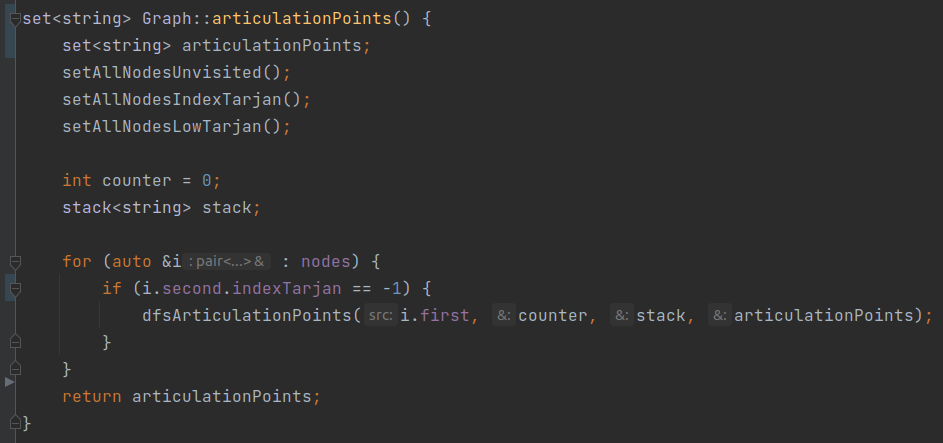 set<string> Graph::articulationPoints() {
    set<string> articulationPoints;
    setAllNodesUnvisited();
    setAllNodesIndexTarjan();
    setAllNodesLowTarjan();

    int counter = 0;
    stack<string> stack;

    for (auto &i : pair<...> & : nodes) {
        if (i.second.indexTarjan == -1) {
            dfsArticulationPoints( src: i.first, &: counter, &: stack, &: articulationPoints);
        }
    }
    return articulationPoints;
}